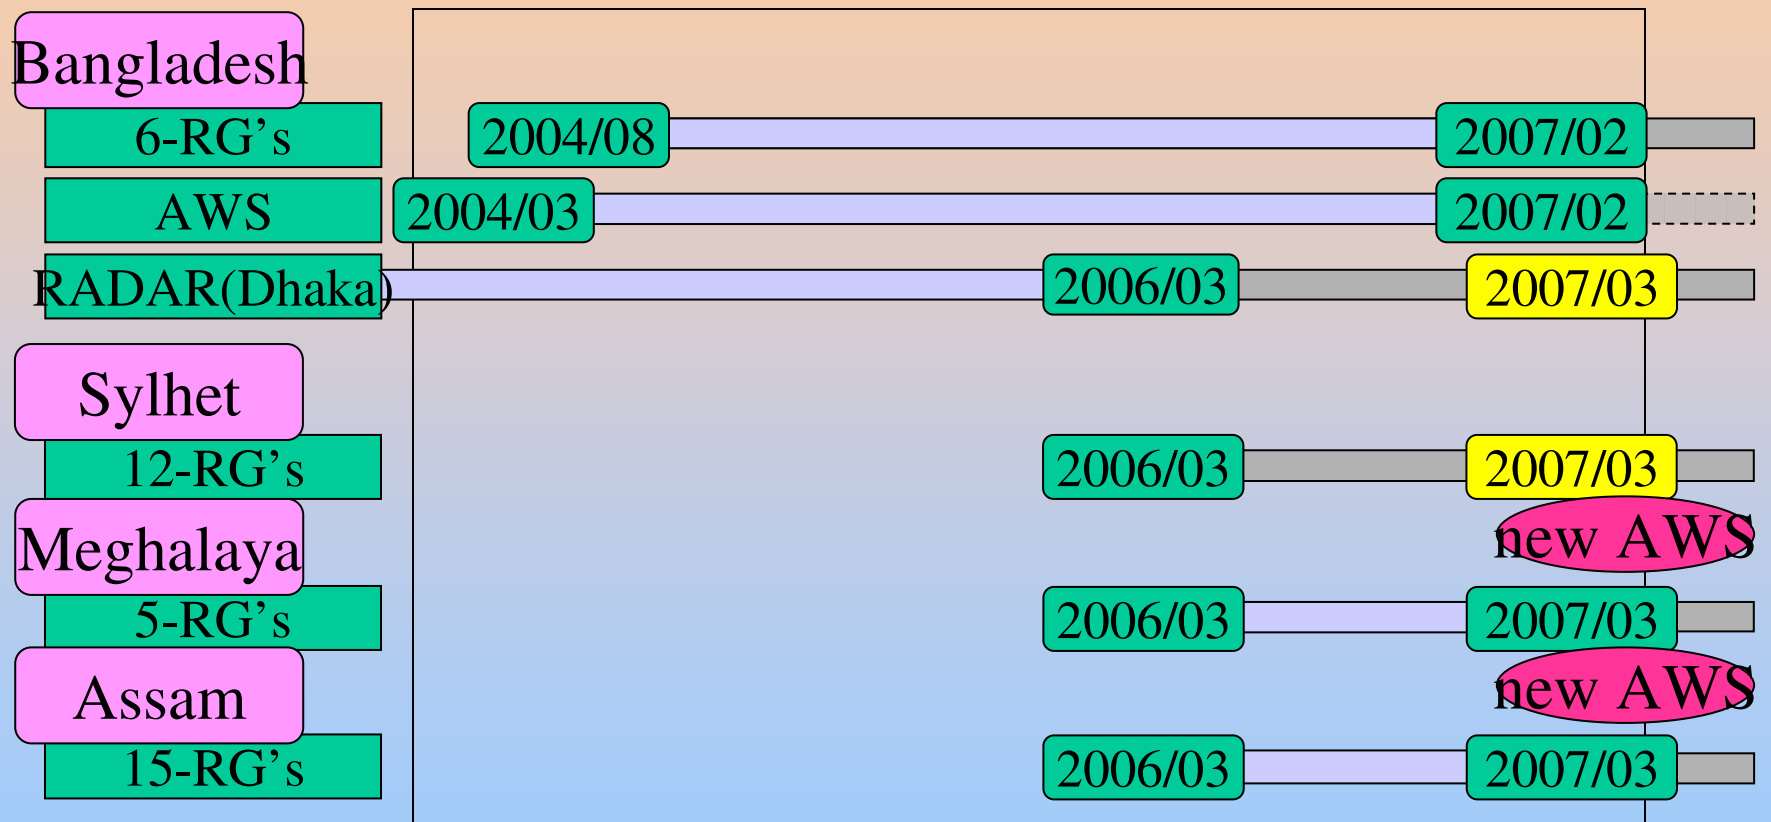 Bangladesh
6-RG's 2004/08 2007/02
AWS 2004/03 2007/02
RADAR(Dhaka) 2006/03 2007/03
Sylhet
12-RG's 2006/03 2007/03
Meghalaya new AWS
5-RG's 2006/03 2007/03
Assam new AWS
15-RG's 2006/03 2007/03